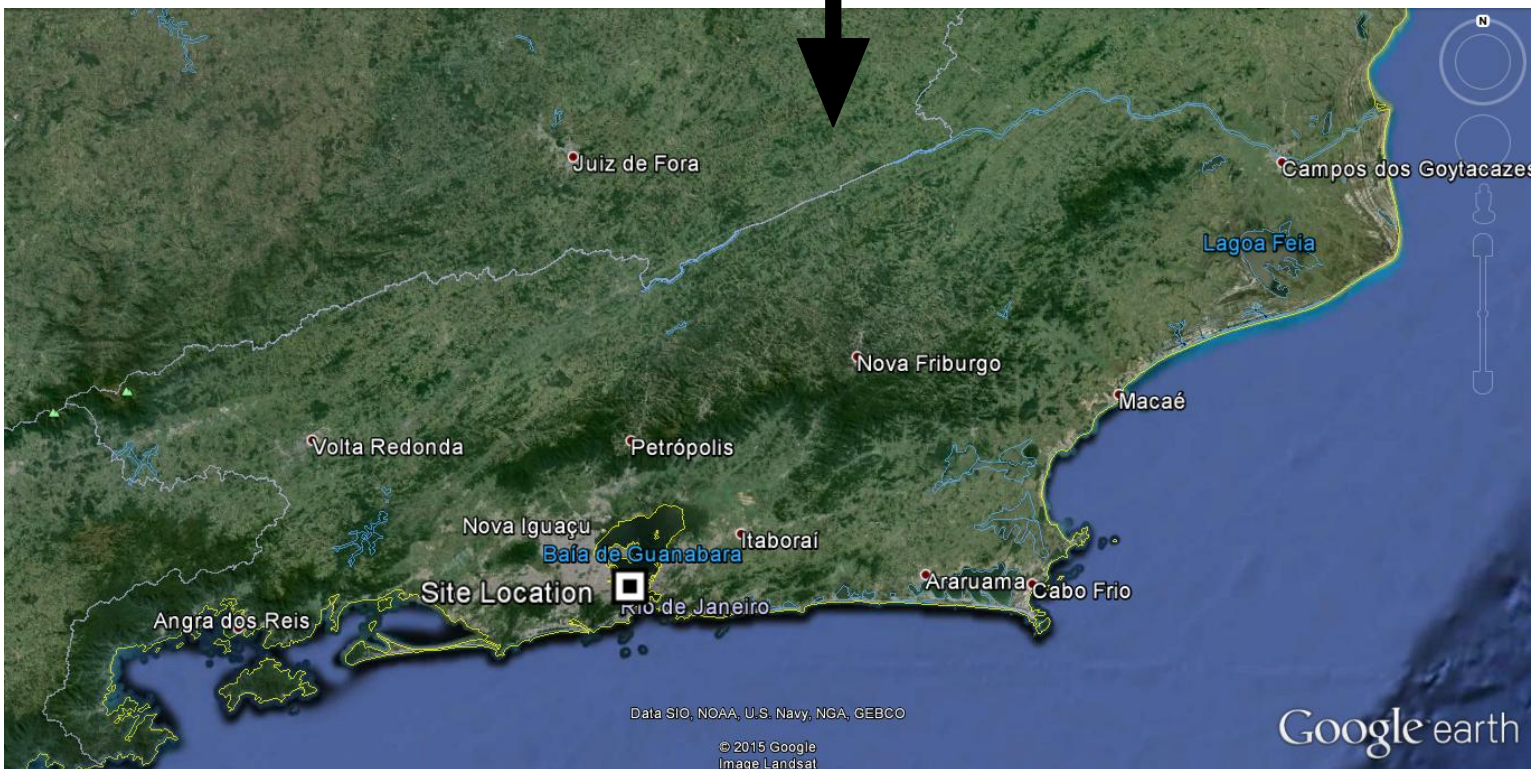 N
Juiz de Fora
Campos dos Goytacazes
Lagoa Feia
Nova Friburgo
Macaé
Volta Redonda
Petrópolis
Nova Iguaçu
Itaboraí
Baía de Guanabara
Araruama
Cabo Frio
Site Location
Rio de Janeiro
Angra dos Reis
Data SIO, NOAA, U.S. Navy, NGA, GEBCO
© 2015 Google
Image Landsat
Google earth